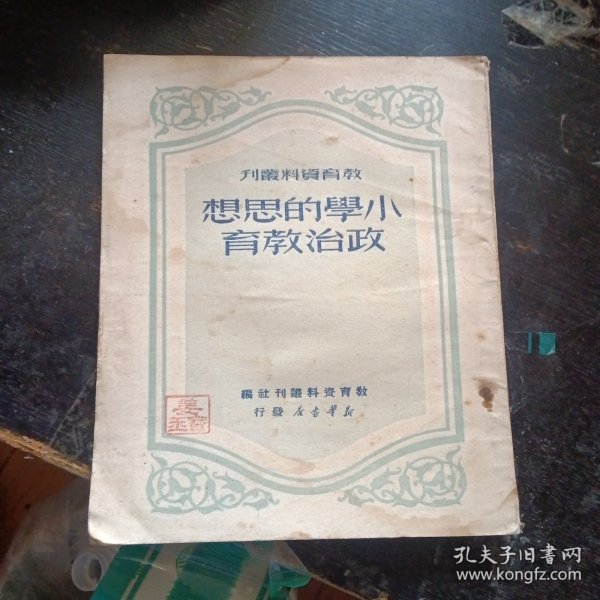 教育資料叢刊
小學的思想
政治教育
教育資料叢刊社編
新華書店發行
孔夫子旧書网
www.kongfz.com